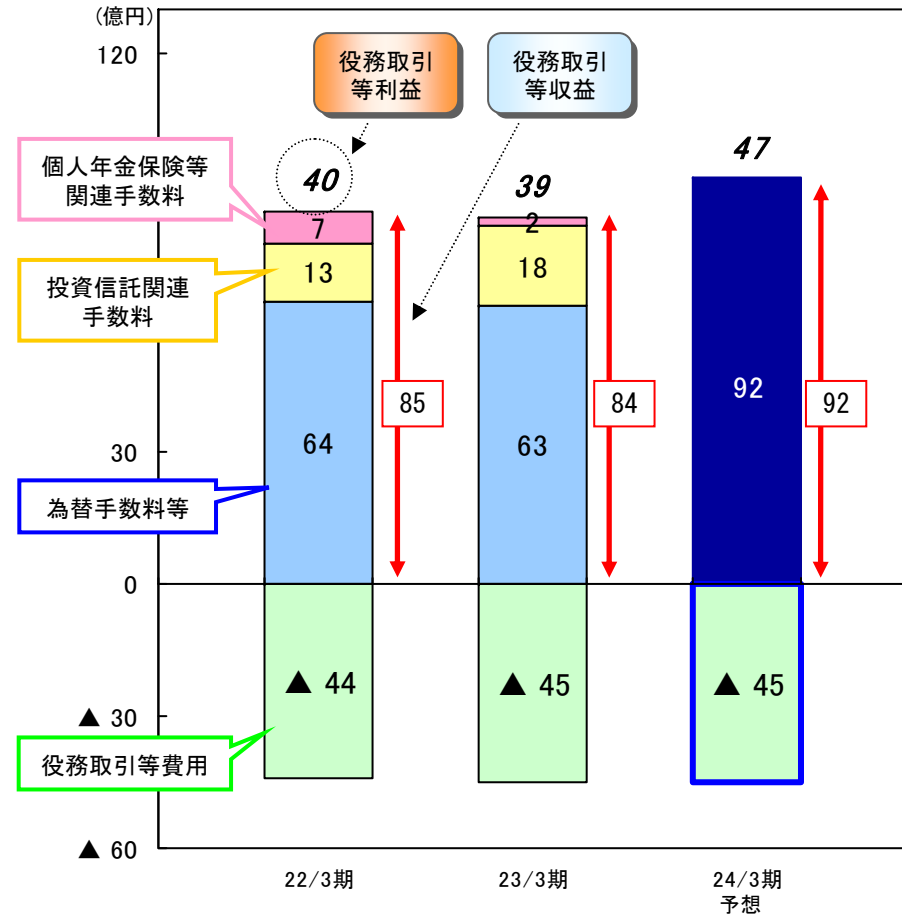 (億円)
120
30
0
▲ 30
▲ 60
役務取引
等利益
役務取引
等収益
個人年金保険等
関連手数料
投資信託関連
手数料
為替手数料等
役務取引等費用
40
7
13
64
85
▲ 44
39
2
18
63
84
▲ 45
47
92
92
▲ 45
22/3期
23/3期
24/3期
予想